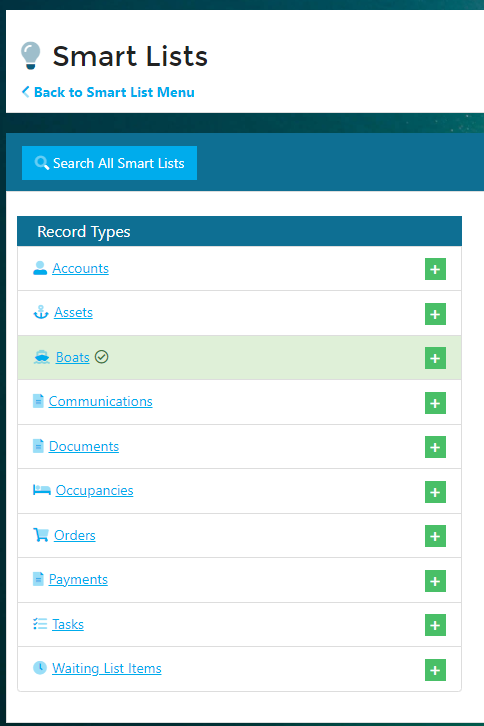 Smart Lists
Back to Smart List Menu
Search All Smart Lists
Record Types
Accounts
Assets
Boats
Communications
Documents
Occupancies
Orders
Payments
Tasks
Waiting List Items